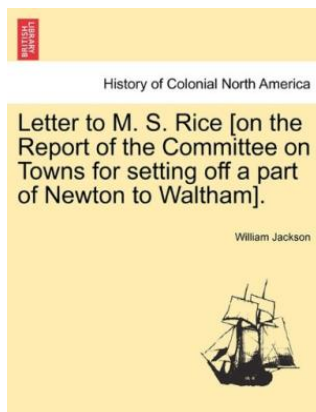 BRITISH
LIBRARY
History of Colonial North America
Letter to M. S. Rice [on the
Report of the Committee on
Towns for setting off a part
of Newton to Waltham].
William Jackson